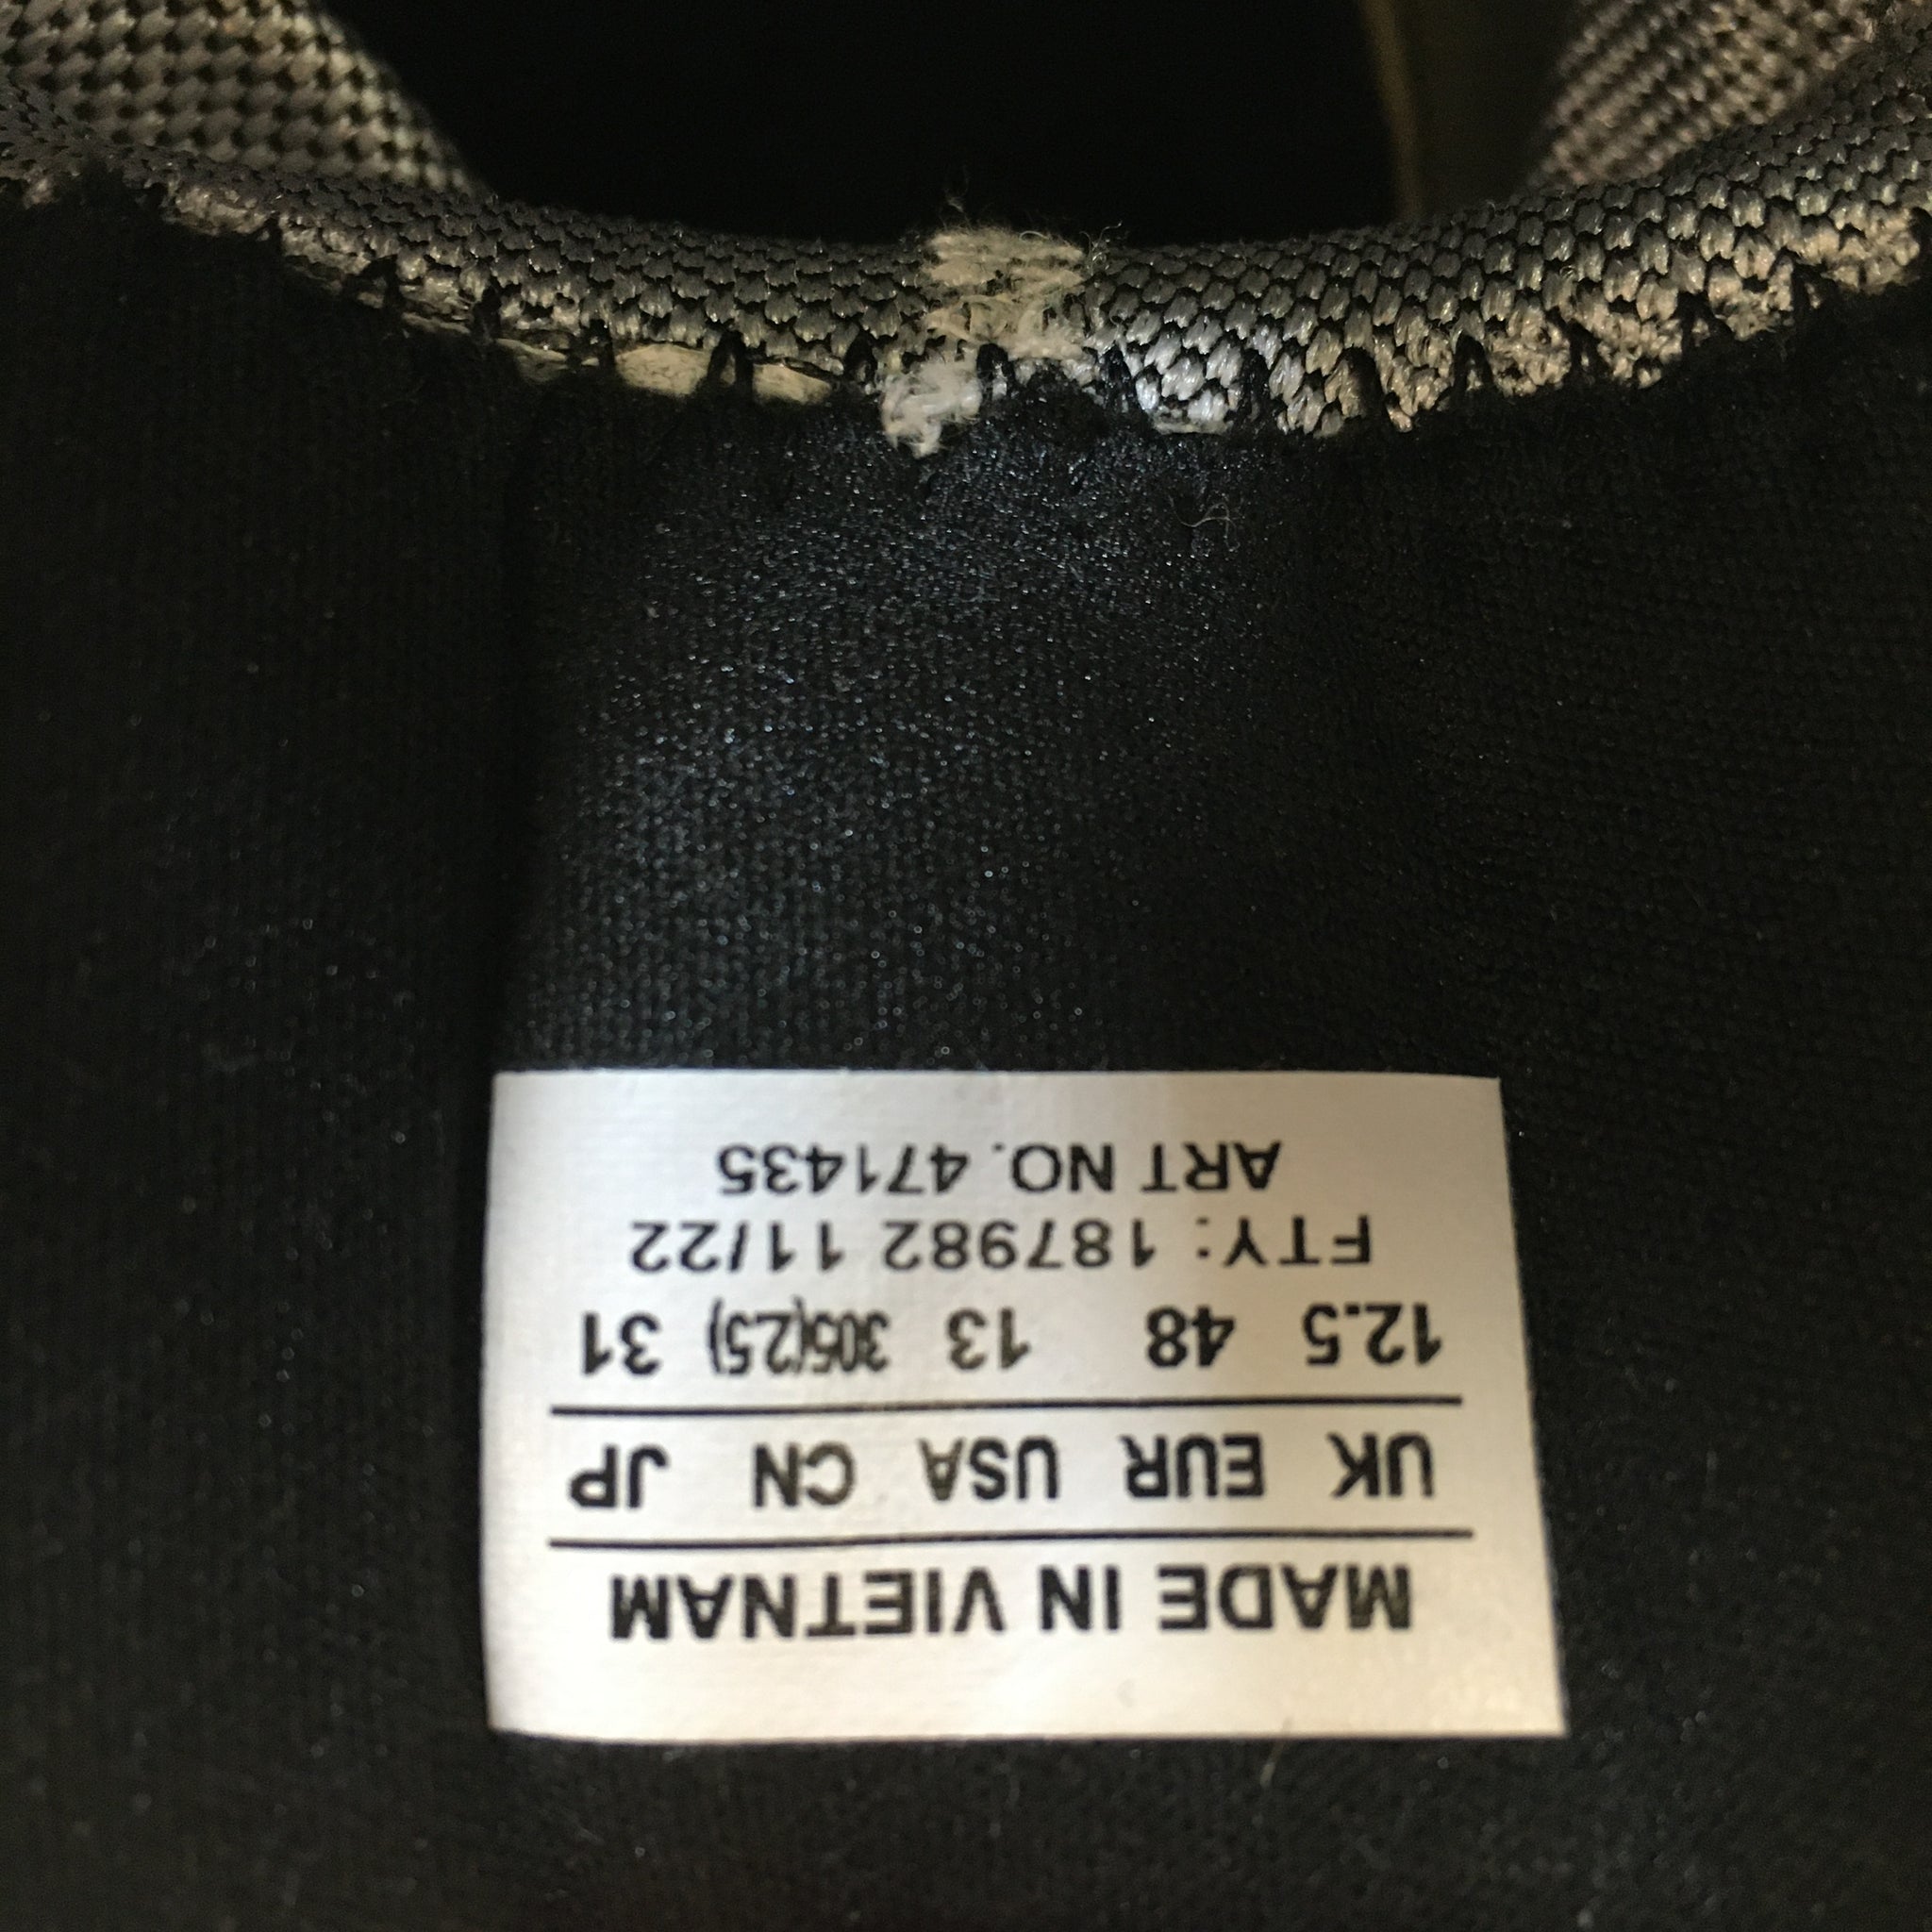 MADE IN VIETNAM
UK EUR USA CN JP
12.5 48 13 305(2.5) 31
FTY: 187982 11/22
ART NO. 471435